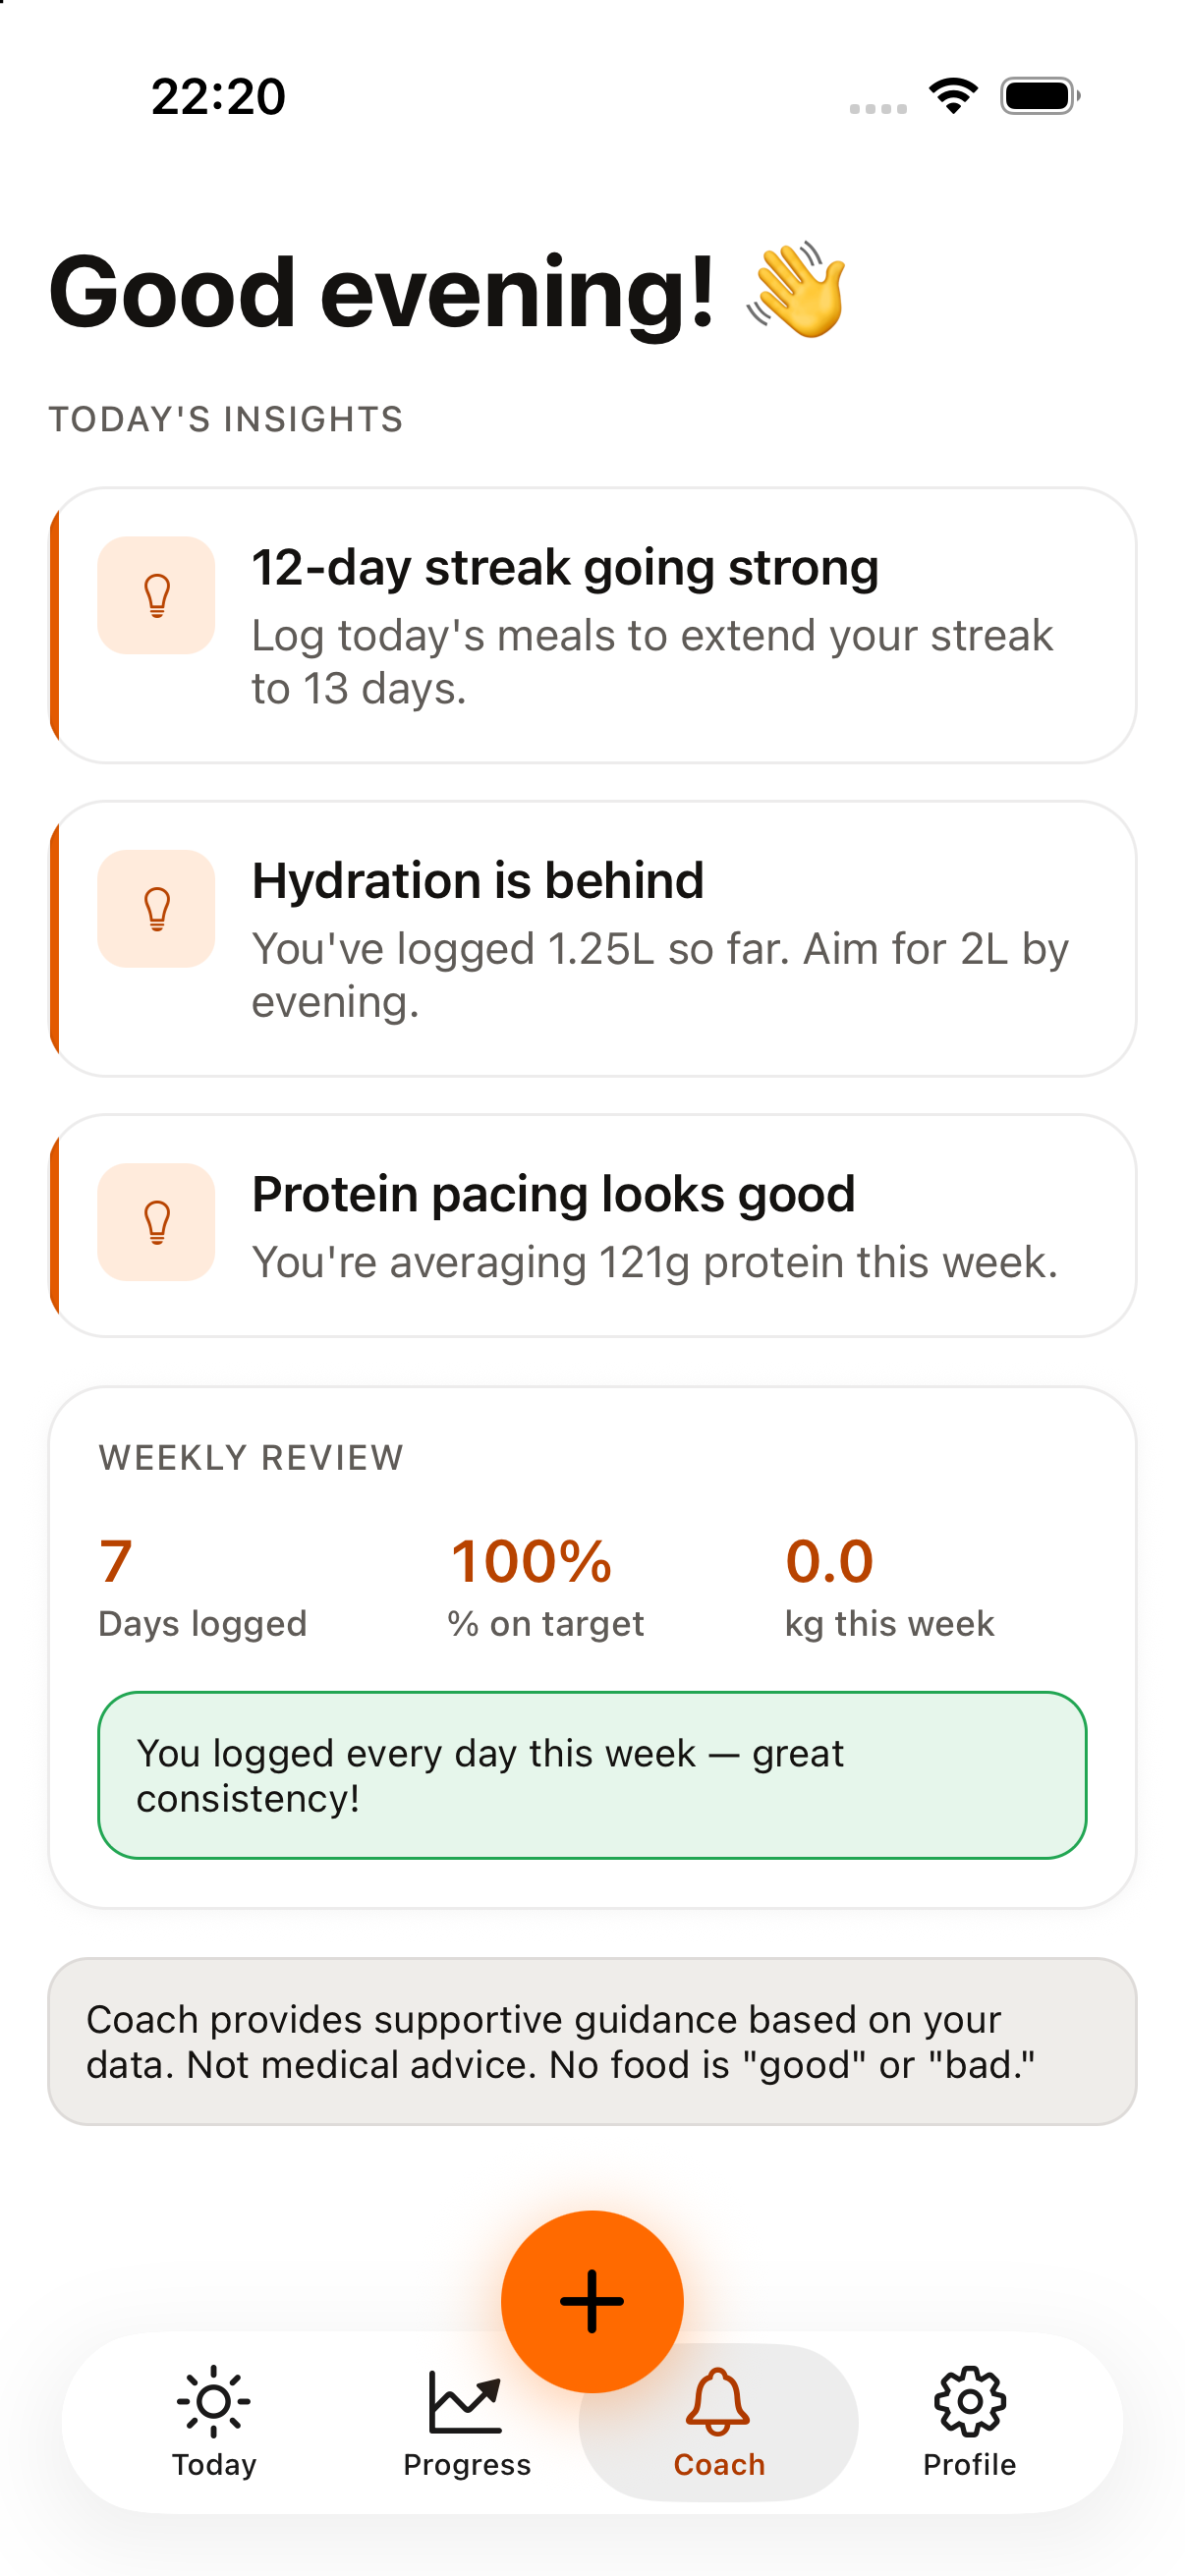 22:20
Good evening! 👋
TODAY'S INSIGHTS
12-day streak going strong
Log today's meals to extend your streak
to 13 days.
Hydration is behind
You've logged 1.25L so far. Aim for 2L by
evening.
Protein pacing looks good
You're averaging 121g protein this week.
WEEKLY REVIEW
7
Days logged
100%
% on target
0.0
kg this week
You logged every day this week — great
consistency!
Coach provides supportive guidance based on your
data. Not medical advice. No food is "good" or "bad."
Today
Progress
Coach
Profile